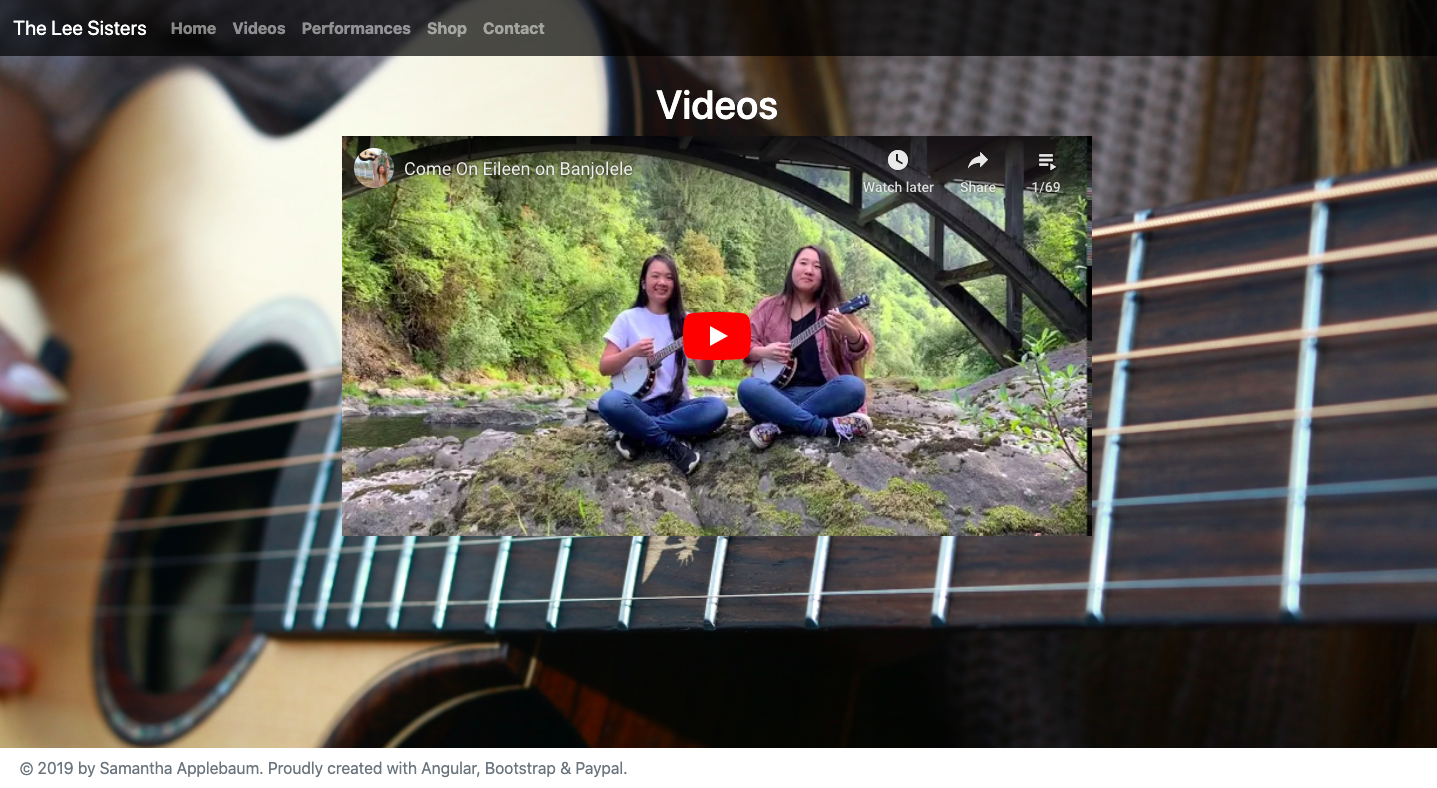 The Lee Sisters Home Videos Performances Shop Contact
Videos
Come On Eileen on Banjolele
Watch later Share 1/69
© 2019 by Samantha Applebaum. Proudly created with Angular, Bootstrap & Paypal.